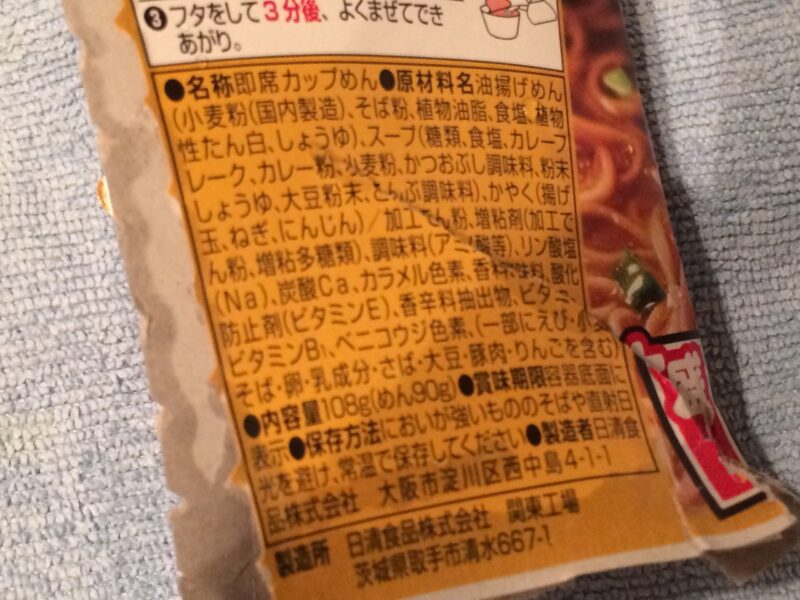 ❸フタをして3分後、よくまぜてでき
あがり。
●名称即席カップめん●原材料名油揚げめん
(小麦粉(国内製造)、そば粉、植物油脂、食塩、植物
性たん白、しょうゆ)、スープ(糖類、食塩、カレーフ
レーク、カレー粉、小麦粉、かつおぶし調味料、粉末
しょうゆ、大豆粉末、こんぶ調味料)、かやく(揚げ
玉、ねぎ、にんじん)/加工でん粉、増粘剤(加工で
ん粉、増粘多糖類)、調味料(アミノ酸等)、リン酸塩
(Na)、炭酸Ca、カラメル色素、香料、酸味料、酸化
防止剤(ビタミンE)、香辛料抽出物、ビタミ
ビタミンB₁、ベニコウジ色素、(一部にえび・小麦
そば・卵・乳成分・さば・大豆・豚肉・りんごを含む)
●内容量108g(めん90g)●賞味期限容器底面に
表示●保存方法においが強いもののそばや直射日
光を避け、常温で保存してください●製造者日清食
品株式会社 大阪市淀川区西中島4-1-1
製造所 日清食品株式会社 関東工場
茨城県取手市清水667-1